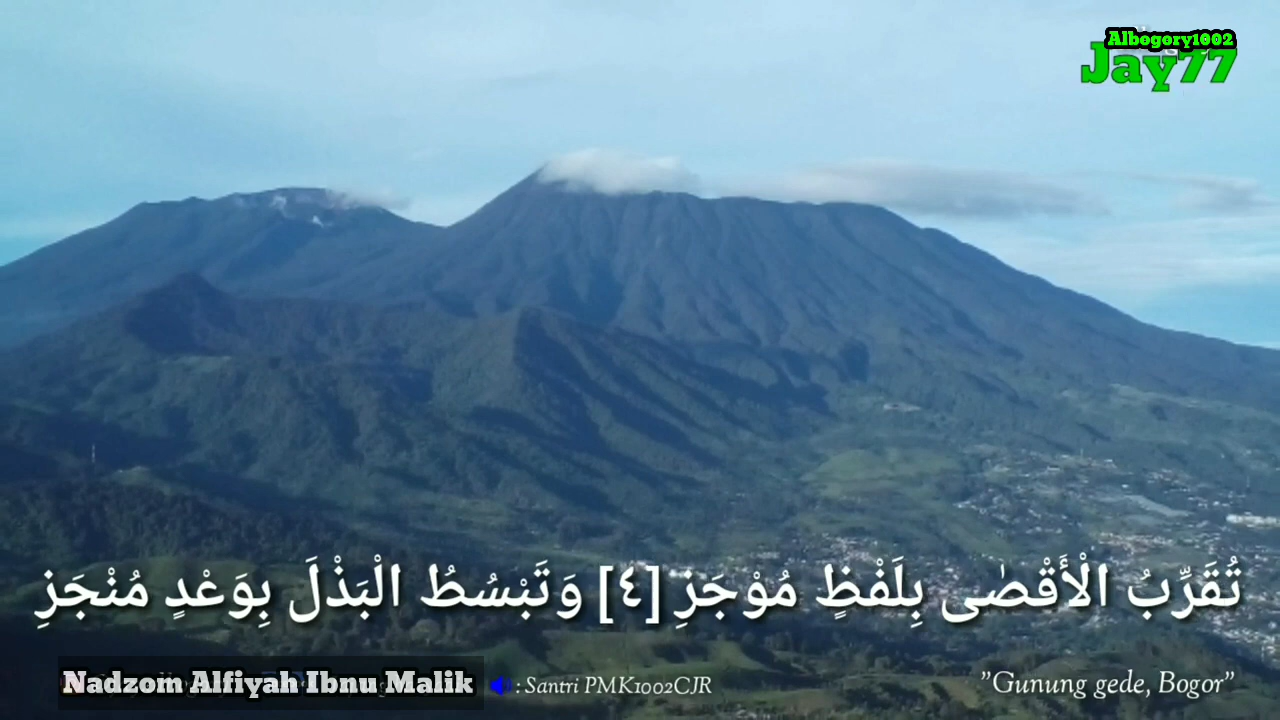 Albogory1002
Jay77
تُقَرِّبُ الْأَقْصٰى بِلَفْظٍ مُوْجَزِ [٤] وَتَبْسُطُ الْبَذْلَ بِوَعْدٍ مُنْجَزِ
Nadzom Alfiyah Ibnu Malik
: Santri PMK1002CJR
"Gunung gede, Bogor"